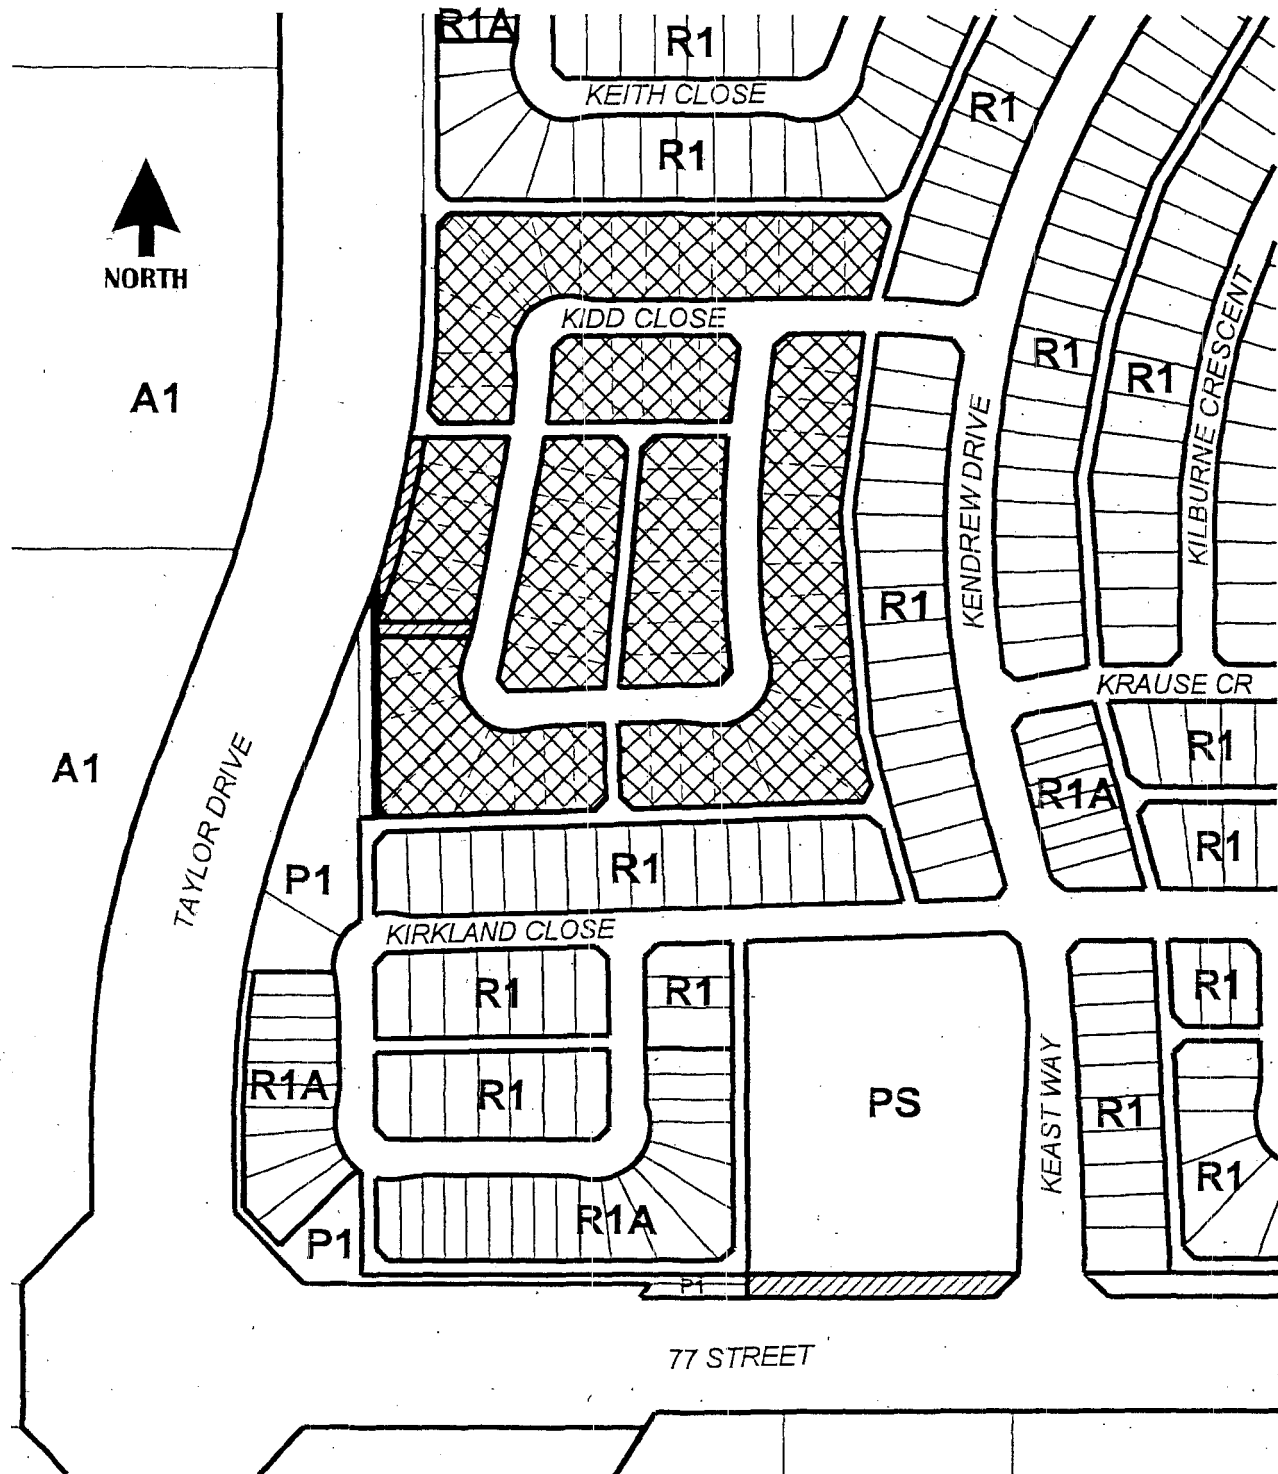 R1A
R1
KEITH CLOSE
R1
R1
NORTH
KIDD CLOSE
A1
R1
R1
KILBURNE CRESCENT
KENDREW DRIVE
R1
KRAUSE CR
A1
R1
R1A
TAYLOR DRIVE
R1
R1
P1
KIRKLAND CLOSE
R1
R1
R1
R1A
R1
PS
KEAST WAY
R1
R1
R1A
P1
P1
77 STREET